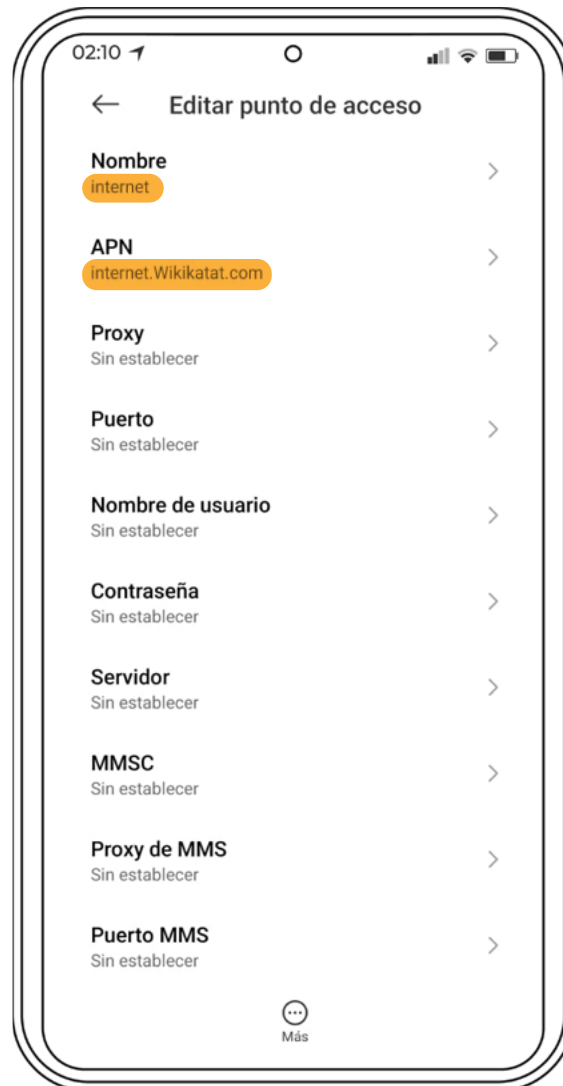 02:10
Editar punto de acceso
Nombre
internet
APN
internet.Wikikatat.com
Proxy
Sin establecer
Puerto
Sin establecer
Nombre de usuario
Sin establecer
Contraseña
Sin establecer
Servidor
Sin establecer
MMSC
Sin establecer
Proxy de MMS
Sin establecer
Puerto MMS
Sin establecer
Más